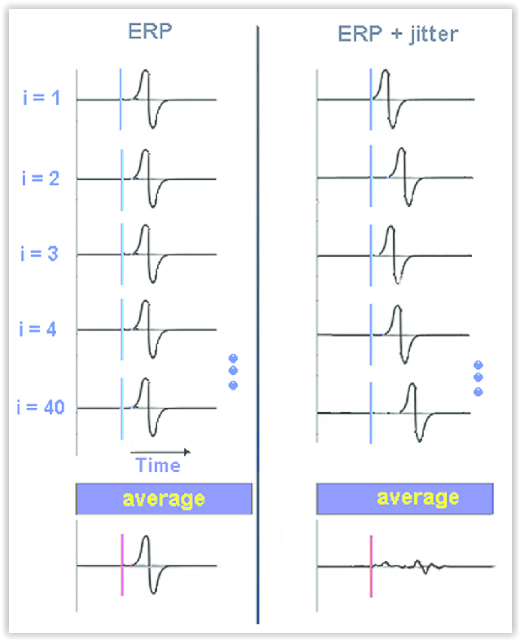 ERP
ERP + jitter
i = 1
i = 2
i = 3
i = 4
i = 40
Time
average
average